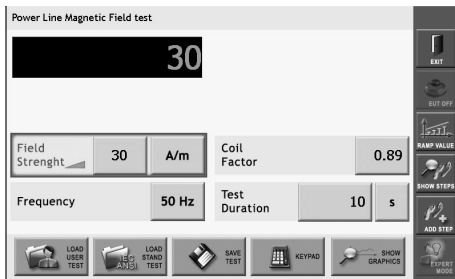 Power Line Magnetic Field test
30
EXIT
EUT OFF
RAMP VALUE
SHOW STEPS
ADD STEP
EXPERT MODE
Field Strenght
30
A/m
Coil Factor
0.89
Frequency
50 Hz
Test Duration
10
s
LOAD USER TEST
IEC ANSI
LOAD STAND TEST
SAVE TEST
KEYPAD
SHOW GRAPHICS